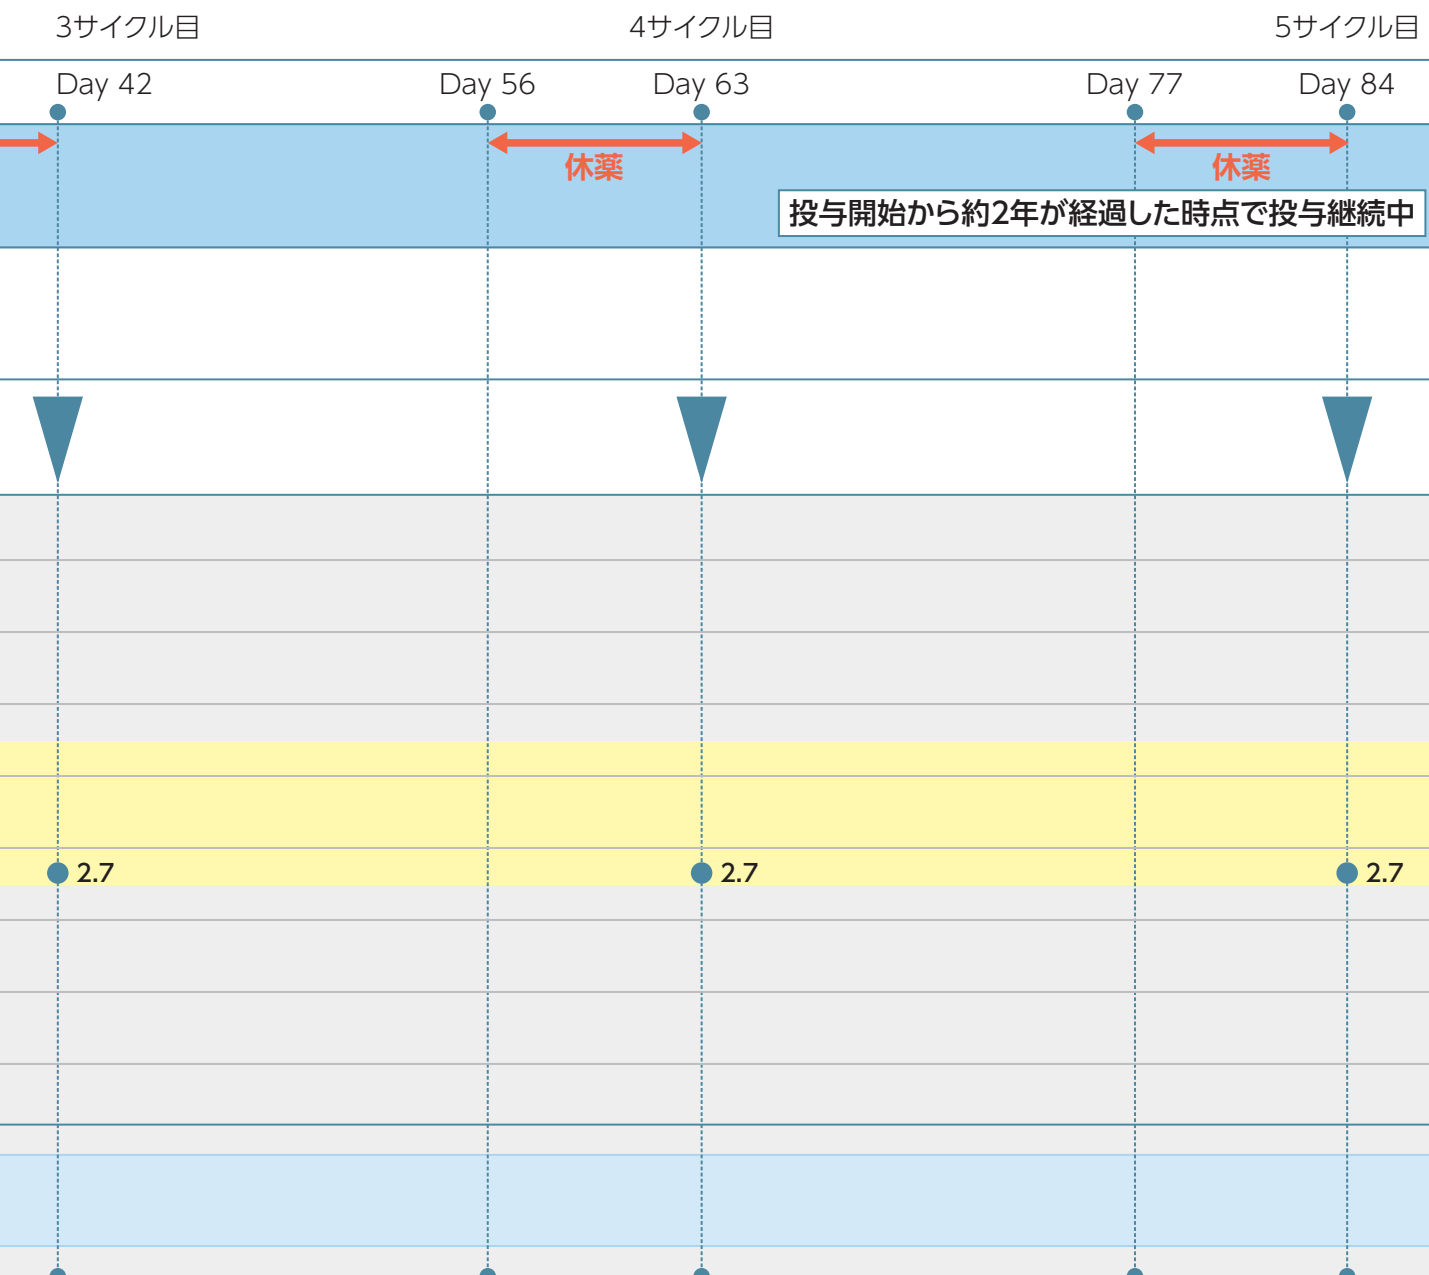 3サイクル目 4サイクル目 5サイクル目
Day 42 Day 56 Day 63 Day 77 Day 84
休薬 休薬
投与開始から約2年が経過した時点で投与継続中
2.7 2.7 2.7